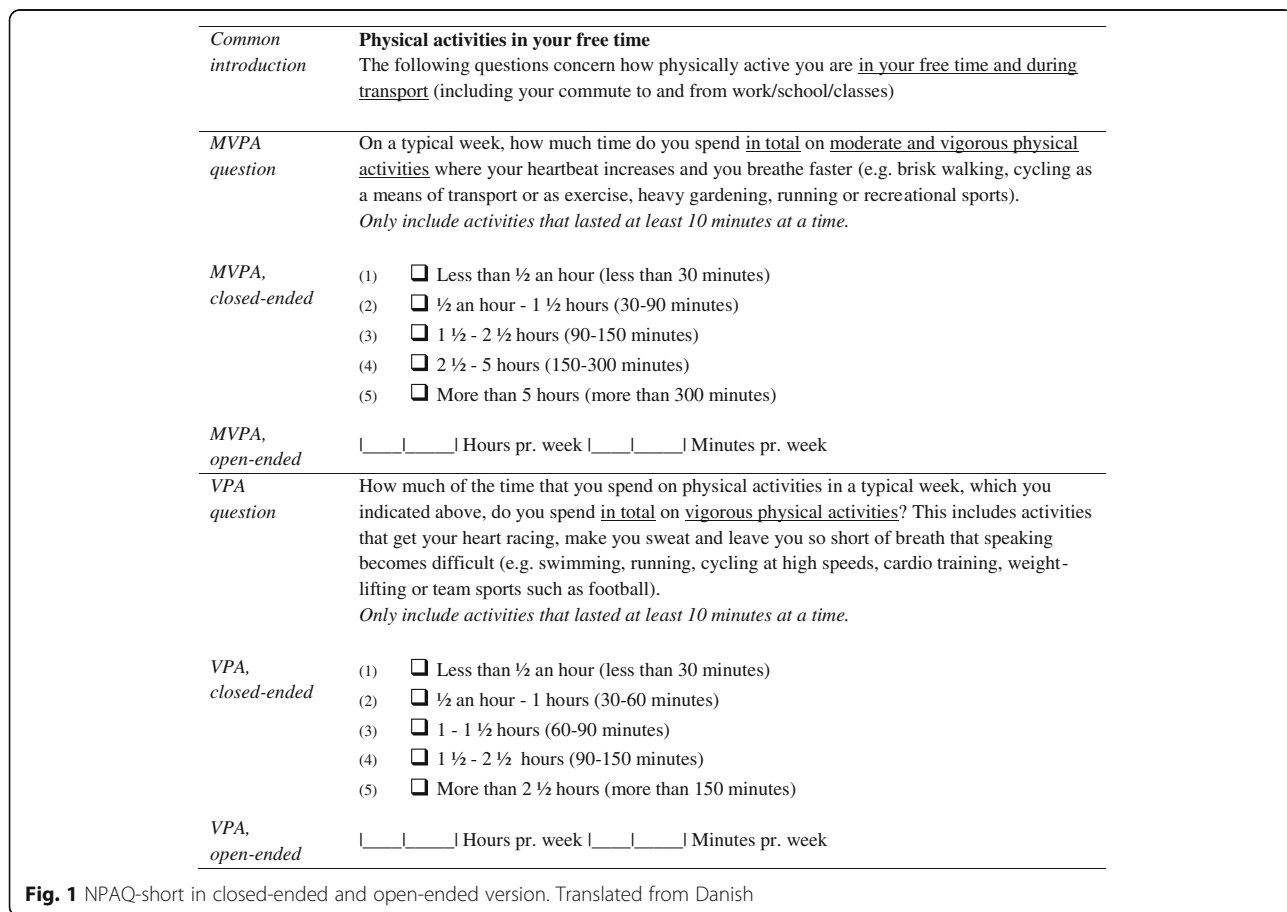 Common introduction
Physical activities in your free time
The following questions concern how physically active you are in your free time and during
transport (including your commute to and from work/school/classes)
MVPA question
On a typical week, how much time do you spend in total on moderate and vigorous physical
activities where your heartbeat increases and you breathe faster (e.g. brisk walking, cycling as
a means of transport or as exercise, heavy gardening, running or recreational sports).
Only include activities that lasted at least 10 minutes at a time.
MVPA, closed-ended
(1) ❑ Less than ½ an hour (less than 30 minutes)
(2) ❑ ½ an hour - 1 ½ hours (30-90 minutes)
(3) ❑ 1 ½ - 2 ½ hours (90-150 minutes)
(4) ❑ 2 ½ - 5 hours (150-300 minutes)
(5) ❑ More than 5 hours (more than 300 minutes)
MVPA, open-ended
|____|_____| Hours pr. week |____|_____| Minutes pr. week
VPA question
How much of the time that you spend on physical activities in a typical week, which you
indicated above, do you spend in total on vigorous physical activities? This includes activities
that get your heart racing, make you sweat and leave you so short of breath that speaking
becomes difficult (e.g. swimming, running, cycling at high speeds, cardio training, weight-
lifting or team sports such as football).
Only include activities that lasted at least 10 minutes at a time.
VPA, closed-ended
(1) ❑ Less than ½ an hour (less than 30 minutes)
(2) ❑ ½ an hour - 1 hours (30-60 minutes)
(3) ❑ 1 - 1 ½ hours (60-90 minutes)
(4) ❑ 1 ½ - 2 ½ hours (90-150 minutes)
(5) ❑ More than 2 ½ hours (more than 150 minutes)
VPA, open-ended
|____|_____| Hours pr. week |____|_____| Minutes pr. week
Fig. 1 NPAQ-short in closed-ended and open-ended version. Translated from Danish